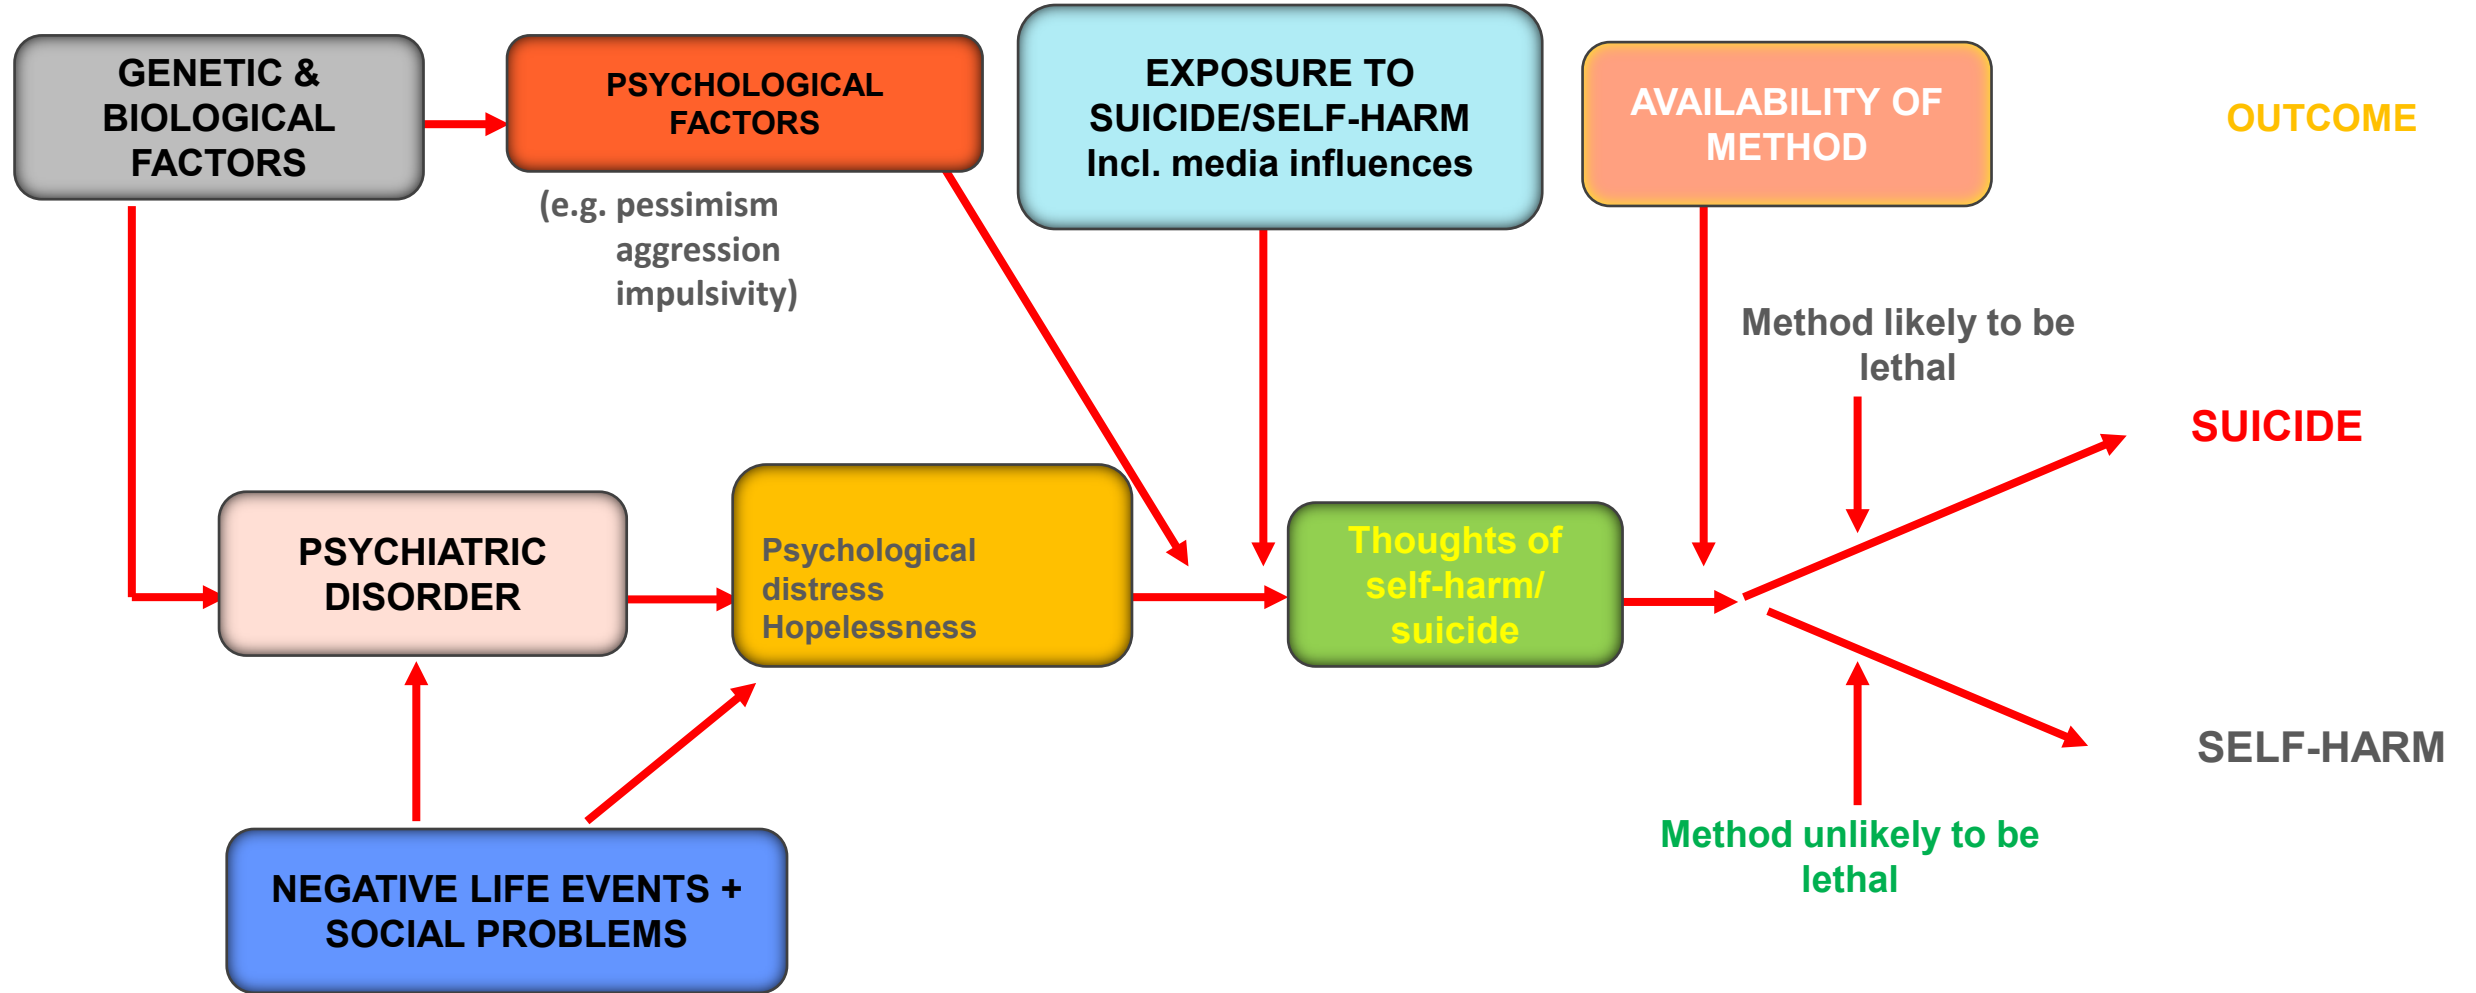 GENETIC &
BIOLOGICAL
FACTORS
PSYCHOLOGICAL
FACTORS
(e.g. pessimism
aggression
impulsivity)
EXPOSURE TO
SUICIDE/SELF-HARM
Incl. media influences
AVAILABILITY OF
METHOD
OUTCOME
Method likely to be
lethal
SUICIDE
PSYCHIATRIC
DISORDER
Psychological
distress
Hopelessness
Thoughts of
self-harm/
suicide
SELF-HARM
Method unlikely to be
lethal
NEGATIVE LIFE EVENTS +
SOCIAL PROBLEMS